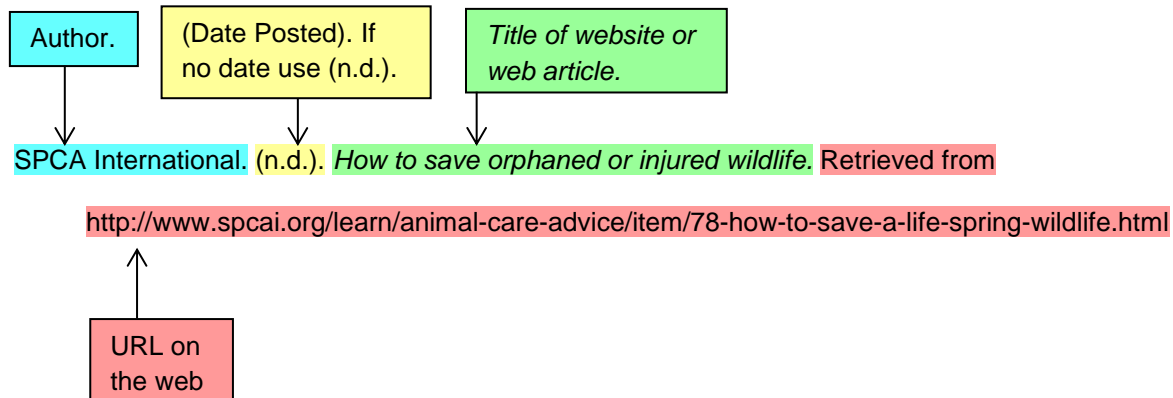 Author.
(Date Posted). If
no date use (n.d.).
Title of website or
web article.
SPCA International. (n.d.). How to save orphaned or injured wildlife. Retrieved from
http://www.spcai.org/learn/animal-care-advice/item/78-how-to-save-a-life-spring-wildlife.html
URL on
the web